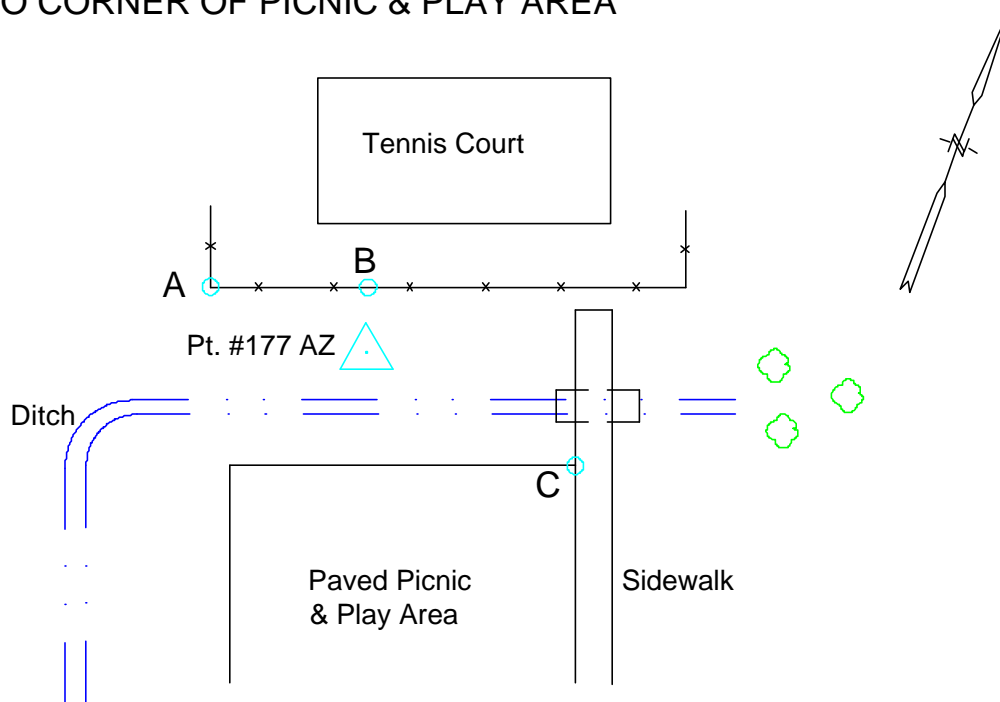 O CORNER OF PICNIC & PLAY AREA
Tennis Court
B
A
Pt. #177 AZ
Ditch
C
Paved Picnic
& Play Area
Sidewalk
N